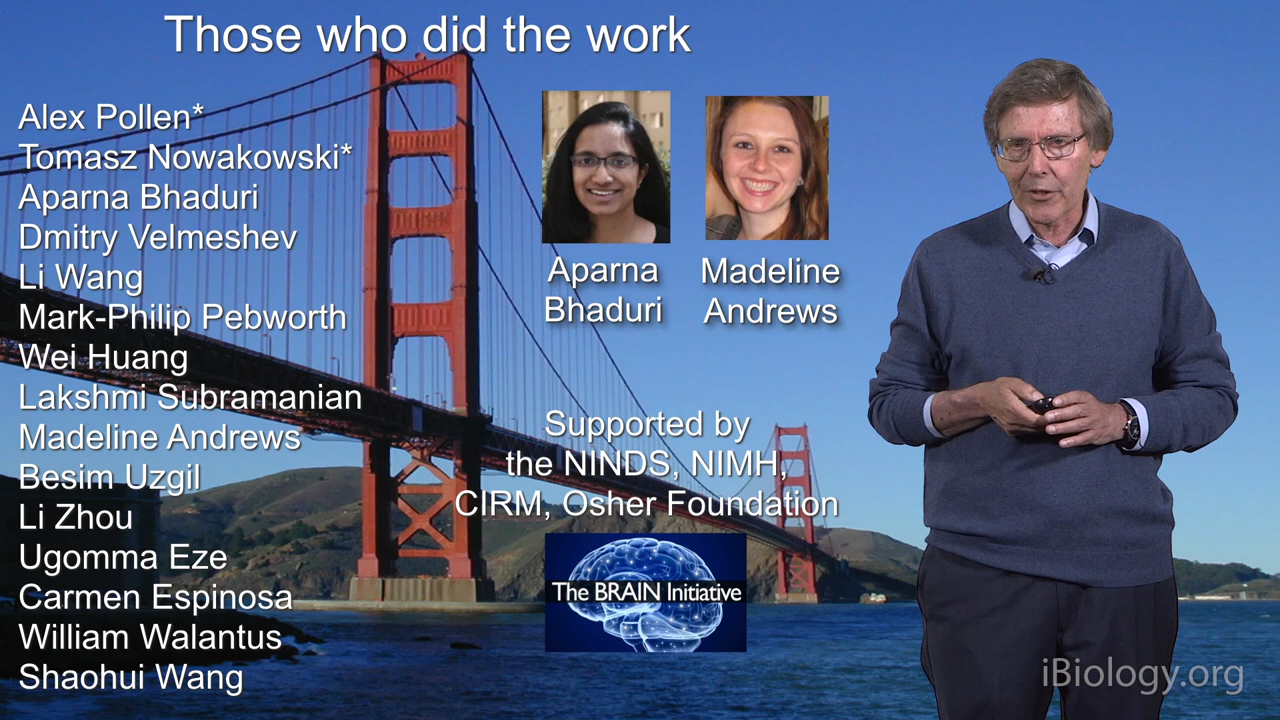 Those who did the work
Alex Pollen*
Tomasz Nowakowski*
Aparna Bhaduri
Dmitry Velmeshev
Li Wang
Mark-Philip Pebworth
Wei Huang
Lakshmi Subramanian
Madeline Andrews
Besim Uzgil
Li Zhou
Ugomma Eze
Carmen Espinosa
William Walantus
Shaohui Wang
Aparna
Bhaduri
Madeline
Andrews
Supported by
the NINDS, NIMH,
CIRM, Osher Foundation
The BRAIN Initiative
iBiology.org